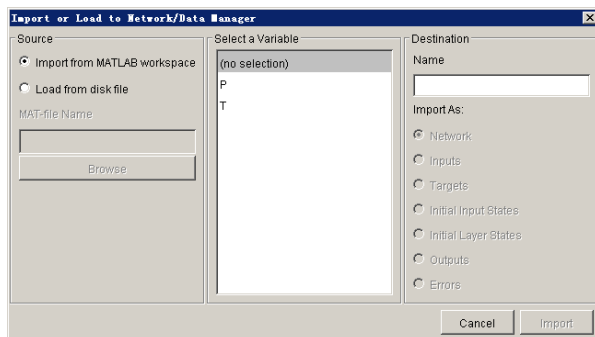 Import or Load to Network/Data Manager
Source
Import from MATLAB workspace
Load from disk file
MAT-file Name
Browse
Select a Variable
(no selection)
P
T
Destination
Name
Import As:
Network
Inputs
Targets
Initial Input States
Initial Layer States
Outputs
Errors
Cancel
Import